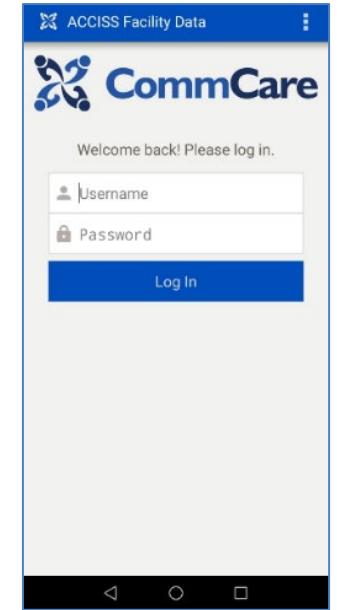 ACCISS Facility Data
CommCare
Welcome back! Please log in.
Username
Password
Log In